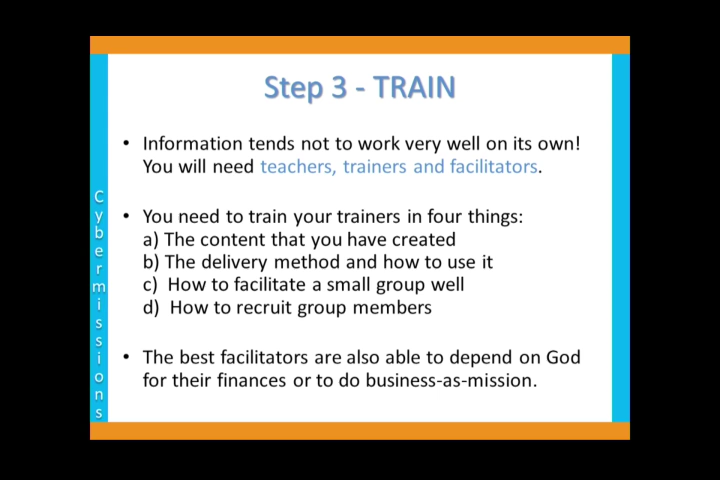 Step 3 - TRAIN
• Information tends not to work very well on its own!
You will need teachers, trainers and facilitators.
• You need to train your trainers in four things:
a) The content that you have created
b) The delivery method and how to use it
c) How to facilitate a small group well
d) How to recruit group members
• The best facilitators are also able to depend on God
for their finances or to do business-as-mission.
Cybermissions